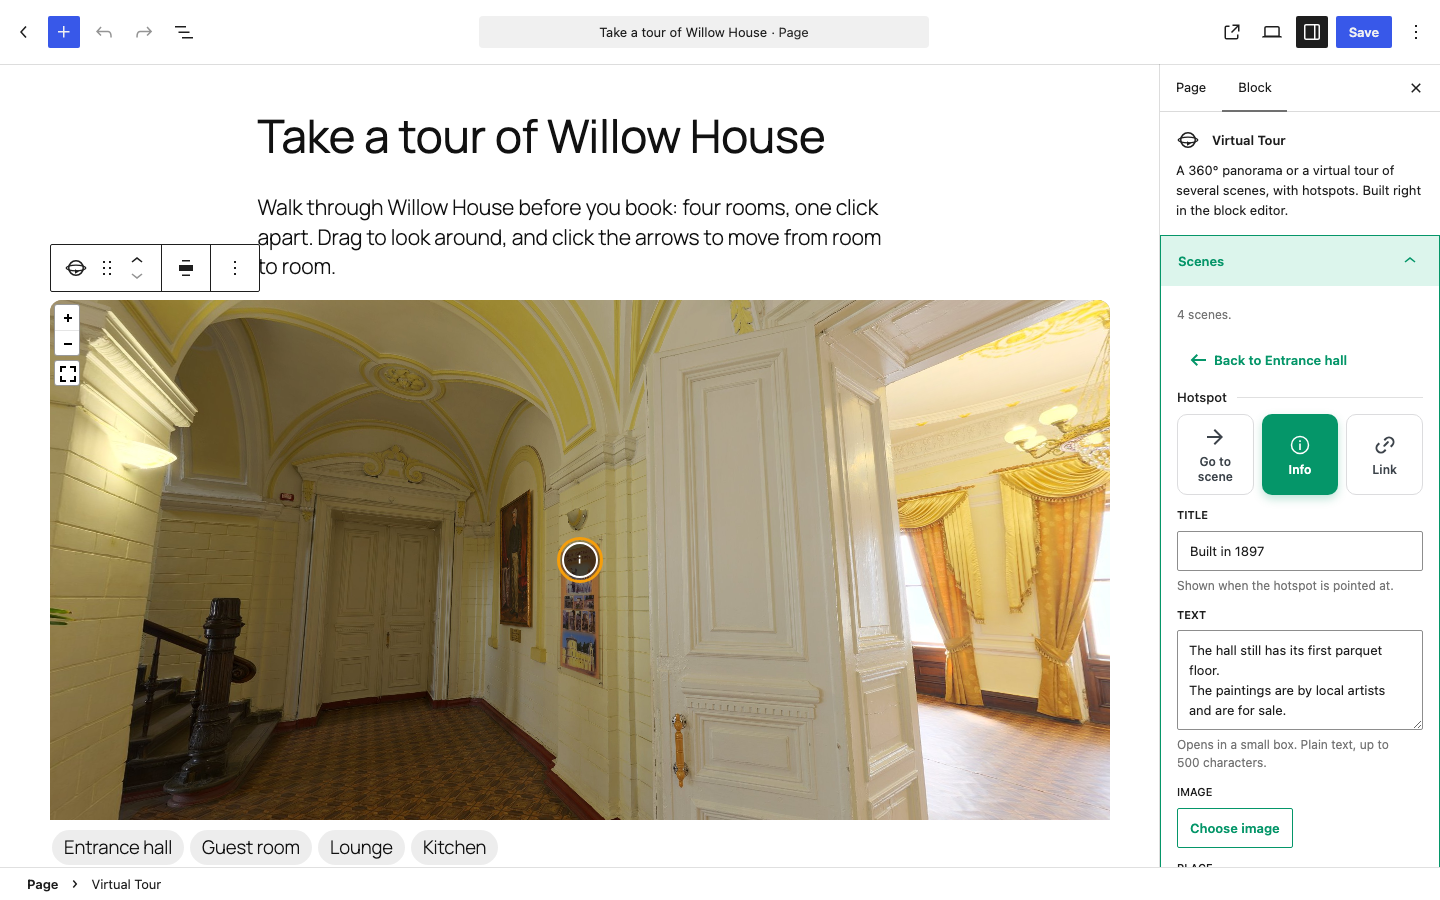 Take a tour of Willow House · Page
Save
Page
Block
Virtual Tour
A 360° panorama or a virtual tour of
several scenes, with hotspots. Built right
in the block editor.
Scenes
4 scenes.
Back to Entrance hall
Hotspot
Go to
scene
Info
Link
TITLE
Built in 1897
Shown when the hotspot is pointed at.
TEXT
The hall still has its first parquet
floor.
The paintings are by local artists
and are for sale.
Opens in a small box. Plain text, up to
500 characters.
IMAGE
Choose image
PLACE
Take a tour of Willow House
Walk through Willow House before you book: four rooms, one click
apart. Drag to look around, and click the arrows to move from room
to room.
Entrance hall
Guest room
Lounge
Kitchen
Page
Virtual Tour